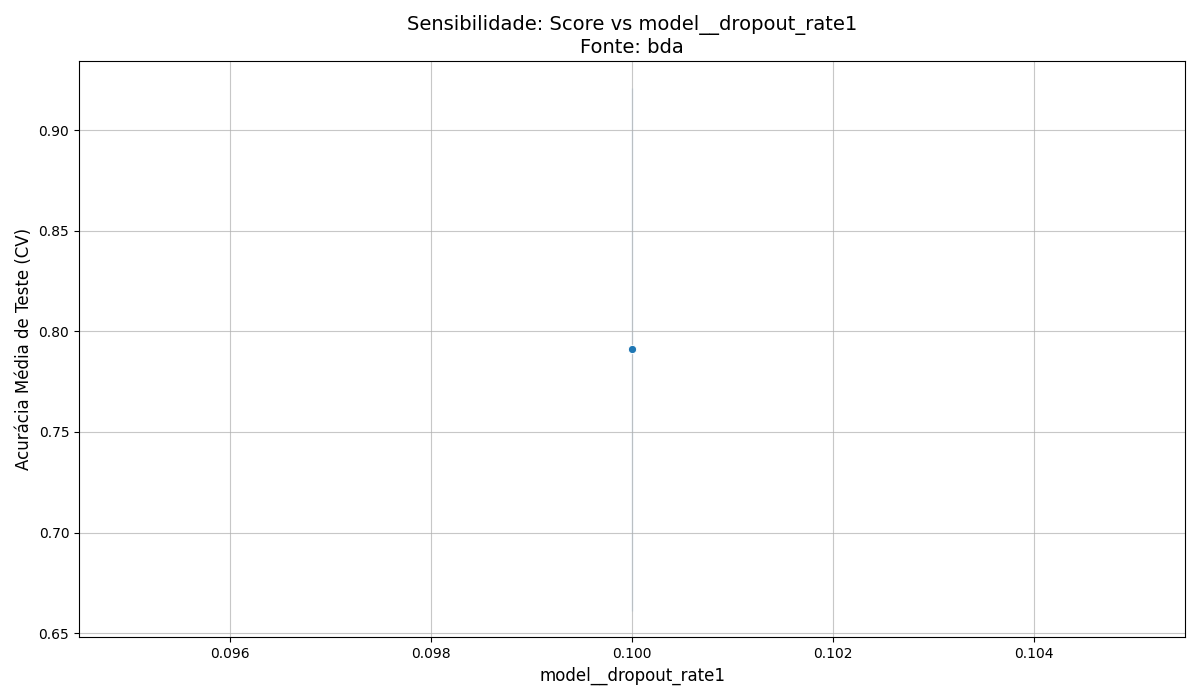 Sensibilidade: Score vs model__dropout_rate1
Fonte: bda
Acurácia Média de Teste (CV)
0.90
0.85
0.80
0.75
0.70
0.65
0.096 0.098 0.100 0.102 0.104
model__dropout_rate1